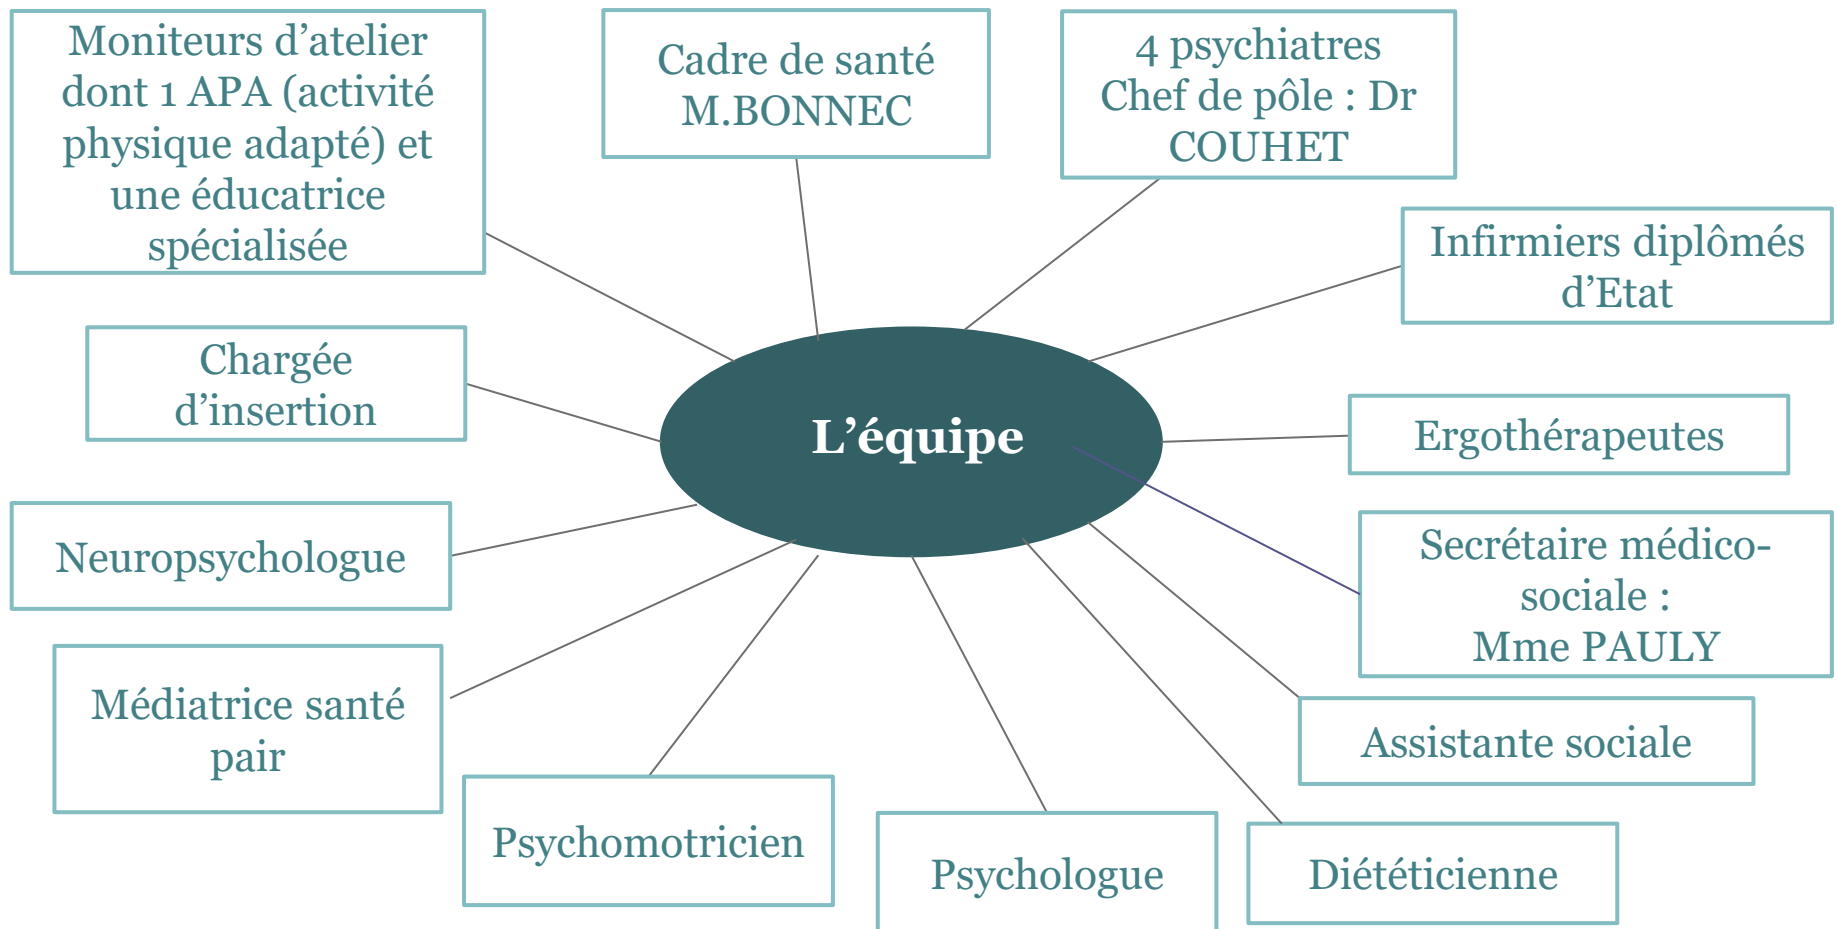 Moniteurs d’atelier
dont 1 APA (activité
physique adapté) et
une éducatrice
spécialisée
Cadre de santé
M.BONNEC
4 psychiatres
Chef de pôle : Dr
COUHET
Infirmiers diplômés
d’Etat
Chargée
d’insertion
L’équipe
Ergothérapeutes
Neuropsychologue
Secrétaire médico-
sociale :
Mme PAULY
Médiatrice santé
pair
Assistante sociale
Psychomotricien
Psychologue
Diététicienne